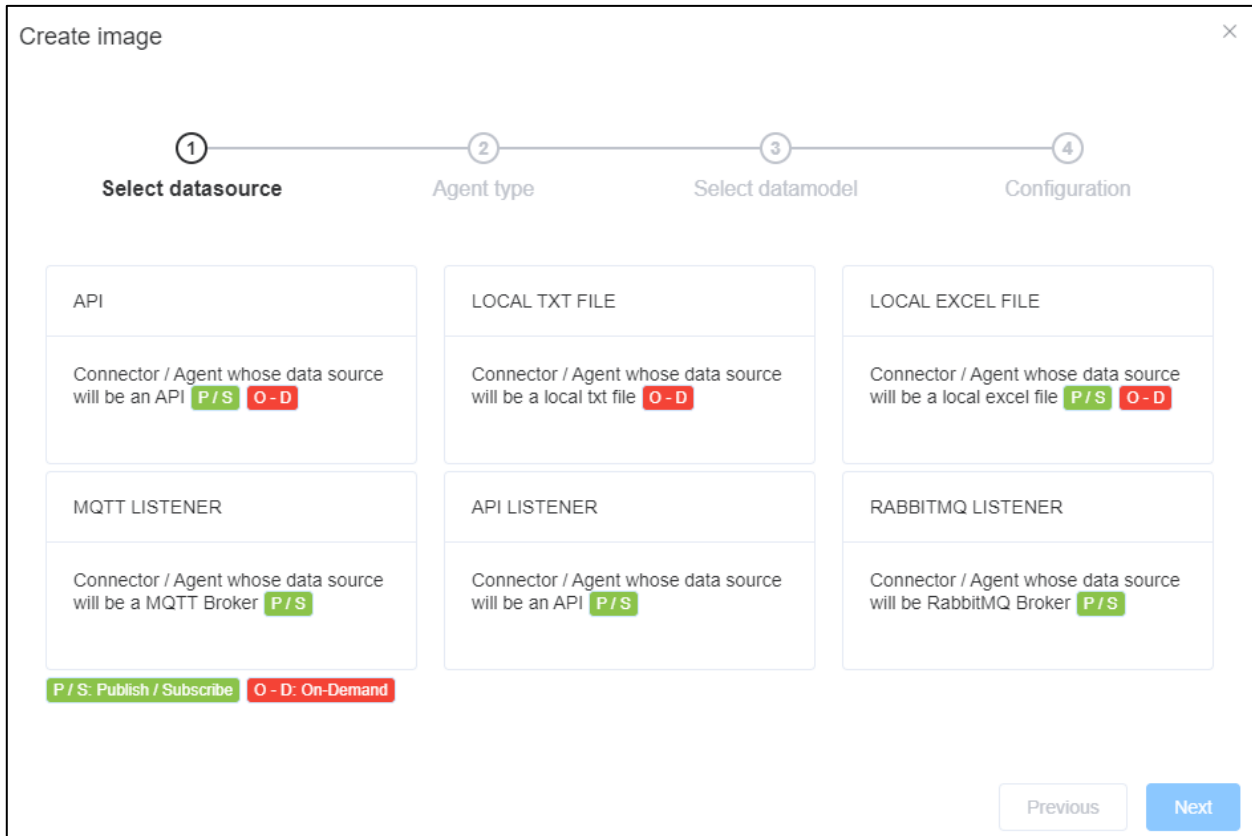 Create image
×
1 2 3 4
Select datasource Agent type Select datamodel Configuration
API
Connector / Agent whose data source
will be an API P / S O - D
LOCAL TXT FILE
Connector / Agent whose data source
will be a local txt file O - D
LOCAL EXCEL FILE
Connector / Agent whose data source
will be a local excel file P / S O - D
MQTT LISTENER
Connector / Agent whose data source
will be a MQTT Broker P / S
API LISTENER
Connector / Agent whose data source
will be an API P / S
RABBITMQ LISTENER
Connector / Agent whose data source
will be RabbitMQ Broker P / S
P / S: Publish / Subscribe O - D: On-Demand
Previous Next